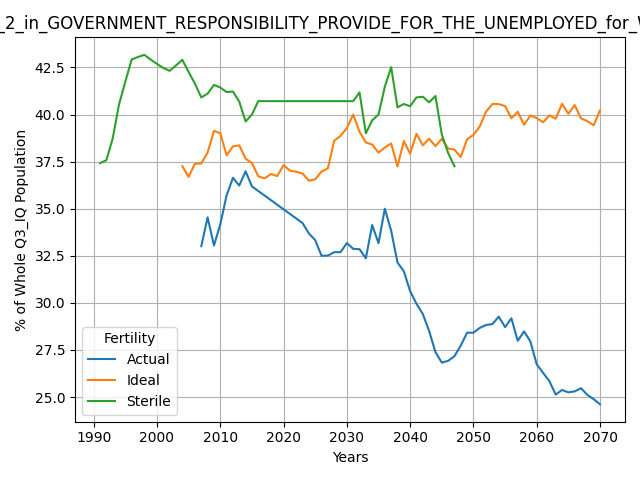 _2_in_GOVERNMENT_RESPONSIBILITY_PROVIDE_FOR_THE_UNEMPLOYED_for_
% of Whole Q3_IQ Population
42.5
40.0
37.5
35.0
32.5
30.0
27.5
25.0
Fertility
Actual
Ideal
Sterile
1990 2000 2010 2020 2030 2040 2050 2060 2070
Years